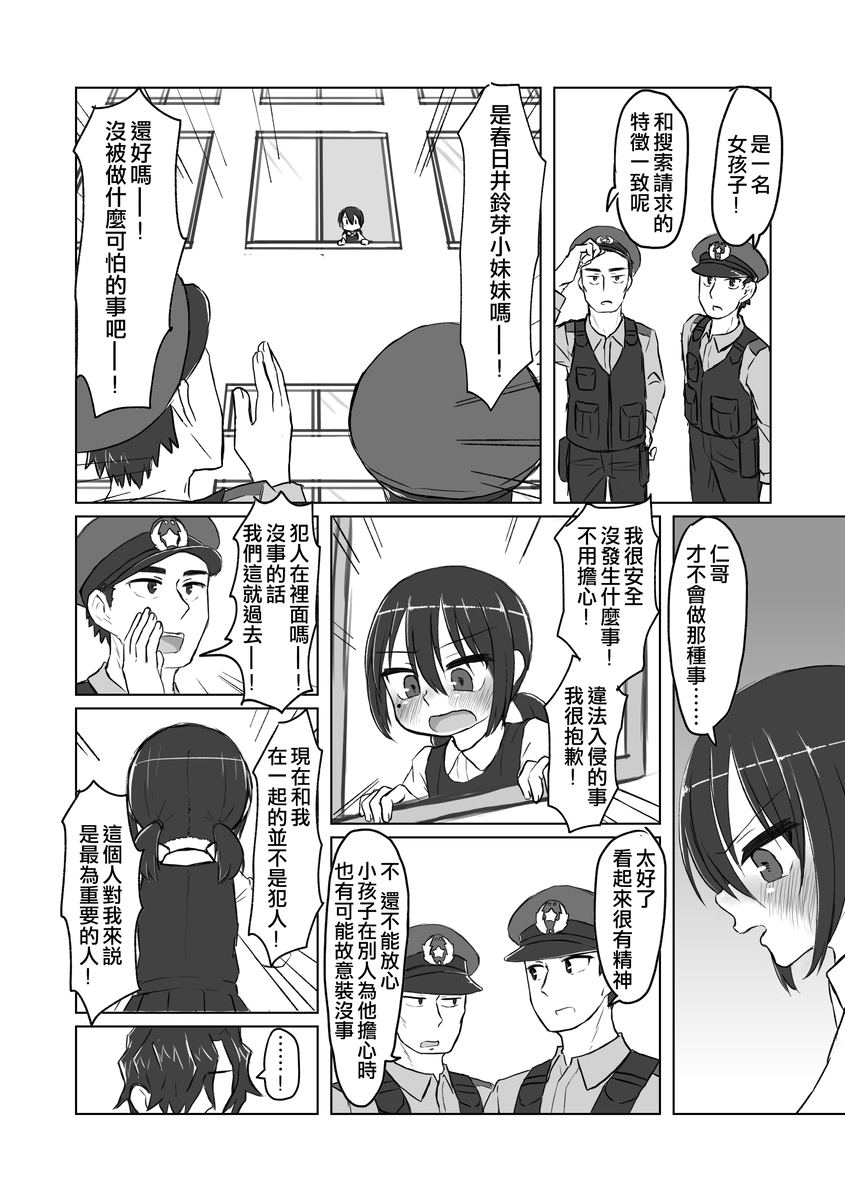 是一名
女孩子！
和搜索請求的
特徵一致呢
是春日井鈴芽小妹妹嗎——！
還好嗎——！
沒被做什麼可怕的事吧——！
仁哥
才不會做那種事……
我很安全
沒發生什麼事！
不用擔心！
違法入侵的事
我很抱歉！
犯人在裡面嗎——！
沒事的話
我們這就過去——！
太好了
看起來很有精神
不 還不能放心
小孩子在別人為他擔心時
也有可能故意裝沒事
現在和我
在一起的並不是犯人！
這個人對我來說
是最為重要的人！
……！